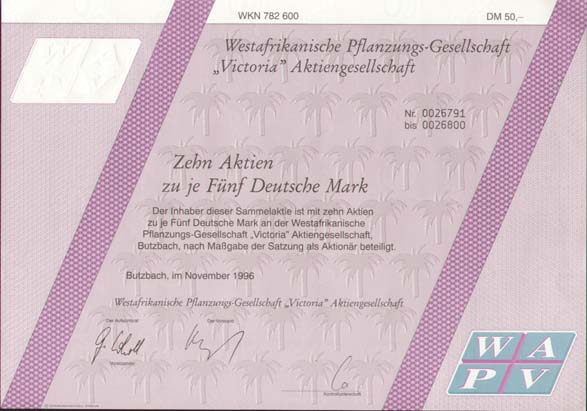 WKN 782 600 DM 50,–
Westafrikanische Pflanzungs-Gesellschaft
„Victoria” Aktiengesellschaft
Nr. 0026791
bis 0026800
Zehn Aktien
zu je Fünf Deutsche Mark
Der Inhaber dieser Sammelaktie ist mit zehn Aktien
zu je Fünf Deutsche Mark an der Westafrikanische
Pflanzungs-Gesellschaft „Victoria” Aktiengesellschaft,
Butzbach, nach Maßgabe der Satzung als Aktionär beteiligt.
Butzbach, im November 1996
Westafrikanische Pflanzungs-Gesellschaft „Victoria” Aktiengesellschaft
Der Aufsichtsrat Der Vorstand
Vorsitzender
Kontrollunterschrift
W A
P V